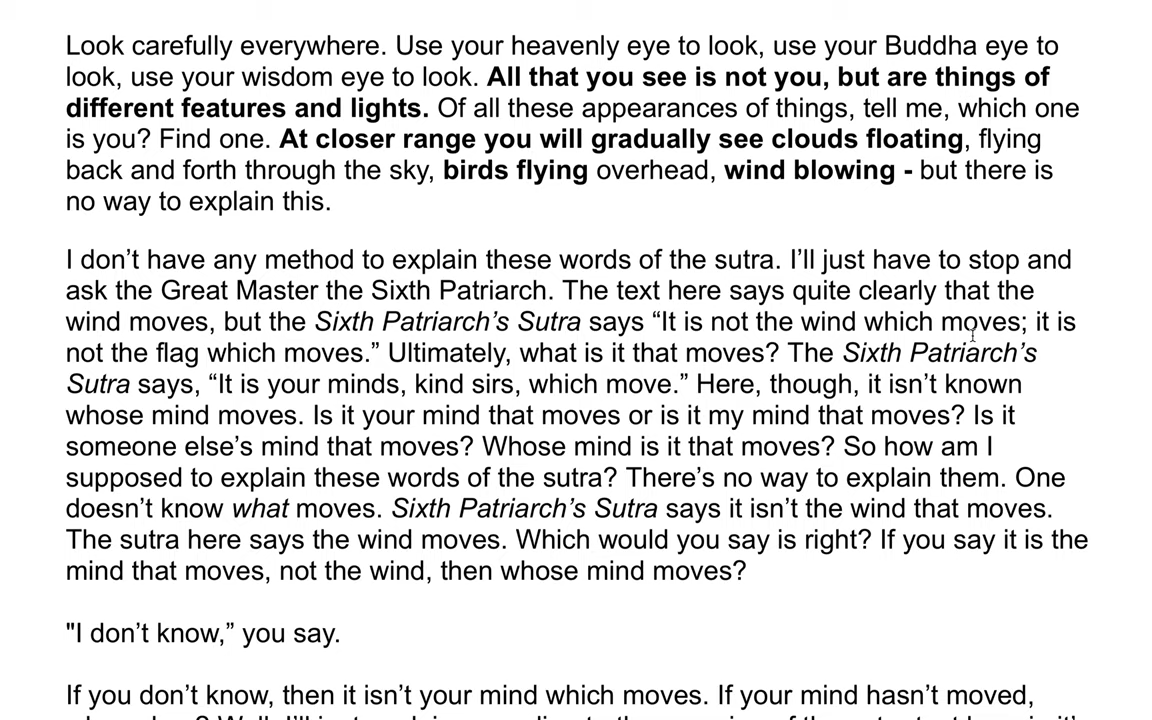 Look carefully everywhere. Use your heavenly eye to look, use your Buddha eye to
look, use your wisdom eye to look. All that you see is not you, but are things of
different features and lights. Of all these appearances of things, tell me, which one
is you? Find one. At closer range you will gradually see clouds floating, flying
back and forth through the sky, birds flying overhead, wind blowing - but there is
no way to explain this.
I don’t have any method to explain these words of the sutra. I’ll just have to stop and
ask the Great Master the Sixth Patriarch. The text here says quite clearly that the
wind moves, but the Sixth Patriarch’s Sutra says “It is not the wind which moves; it is
not the flag which moves.” Ultimately, what is it that moves? The Sixth Patriarch’s
Sutra says, “It is your minds, kind sirs, which move.” Here, though, it isn’t known
whose mind moves. Is it your mind that moves or is it my mind that moves? Is it
someone else’s mind that moves? Whose mind is it that moves? So how am I
supposed to explain these words of the sutra? There’s no way to explain them. One
doesn’t know what moves. Sixth Patriarch’s Sutra says it isn’t the wind that moves.
The sutra here says the wind moves. Which would you say is right? If you say it is the
mind that moves, not the wind, then whose mind moves?
"I don’t know,” you say.
If you don’t know, then it isn’t your mind which moves. If your mind hasn’t moved,